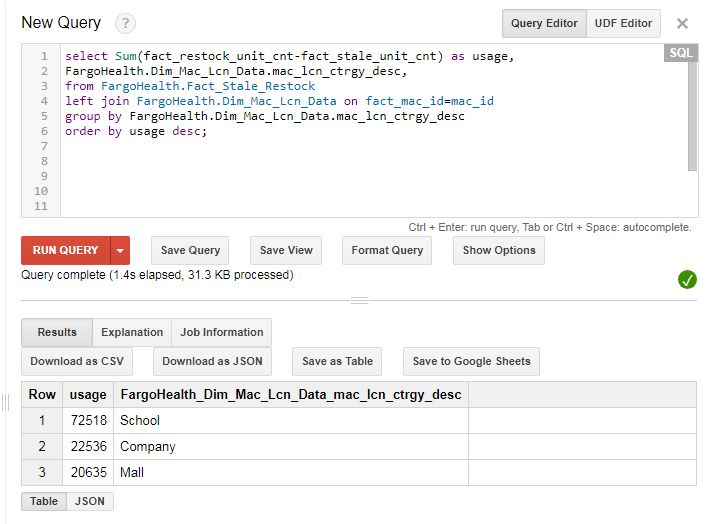 New Query ?
Query Editor UDF Editor
SQL
1 select Sum(fact_restock_unit_cnt-fact_stale_unit_cnt) as usage,
2 FargoHealth.Dim_Mac_Lcn_Data.mac_lcn_ctrgy_desc,
3 from FargoHealth.Fact_Stale_Restock
4 left join FargoHealth.Dim_Mac_Lcn_Data on fact_mac_id=mac_id
5 group by FargoHealth.Dim_Mac_Lcn_Data.mac_lcn_ctrgy_desc
6 order by usage desc;
7
8
9
10
11
Ctrl + Enter: run query, Tab or Ctrl + Space: autocomplete.
RUN QUERY Save Query Save View Format Query Show Options
Query complete (1.4s elapsed, 31.3 KB processed)
Results Explanation Job Information
Download as CSV Download as JSON Save as Table Save to Google Sheets
Row usage FargoHealth_Dim_Mac_Lcn_Data_mac_lcn_ctrgy_desc
1 72518 School
2 22536 Company
3 20635 Mall
Table JSON